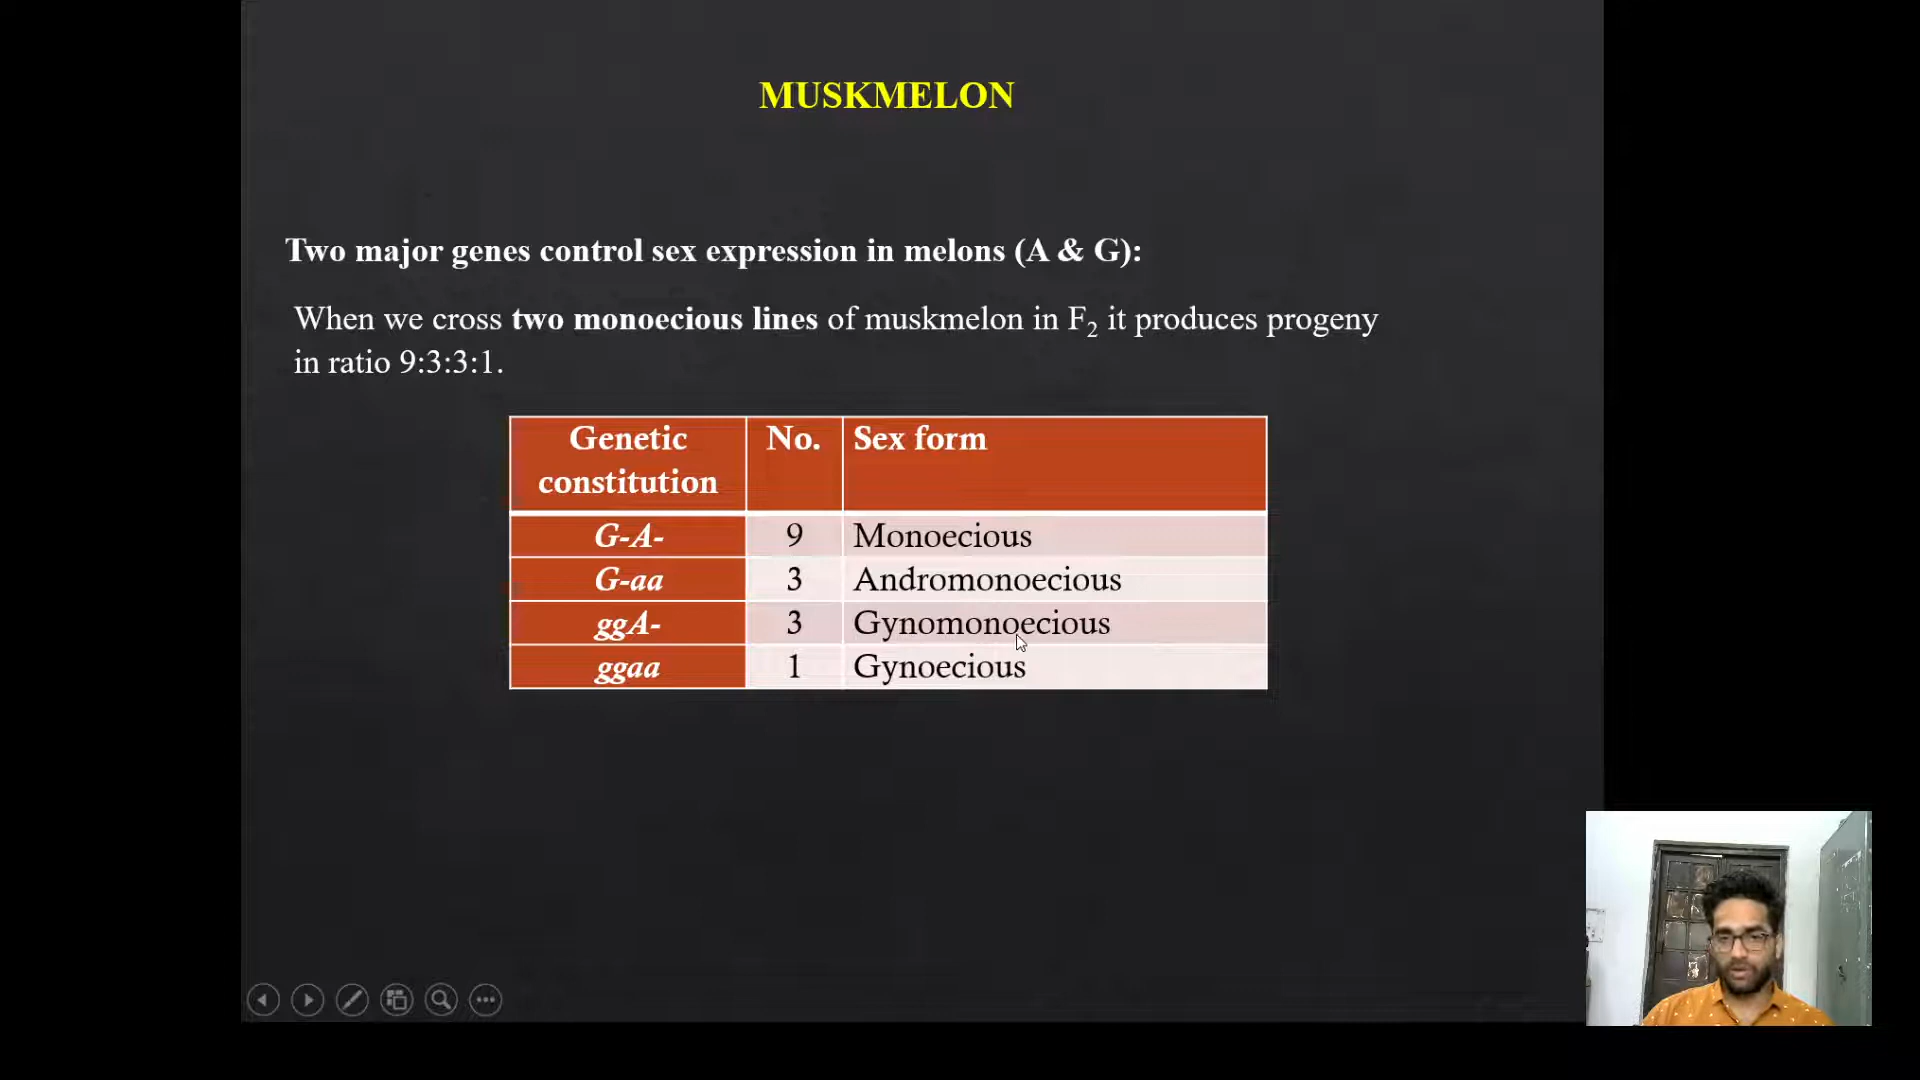 MUSKMELON
Two major genes control sex expression in melons (A & G):
When we cross two monoecious lines of muskmelon in F2 it produces progeny
in ratio 9:3:3:1.
Genetic constitution No. Sex form
G-A- 9 Monoecious
G-aa 3 Andromonoecious
ggA- 3 Gynomonoecious
ggaa 1 Gynoecious